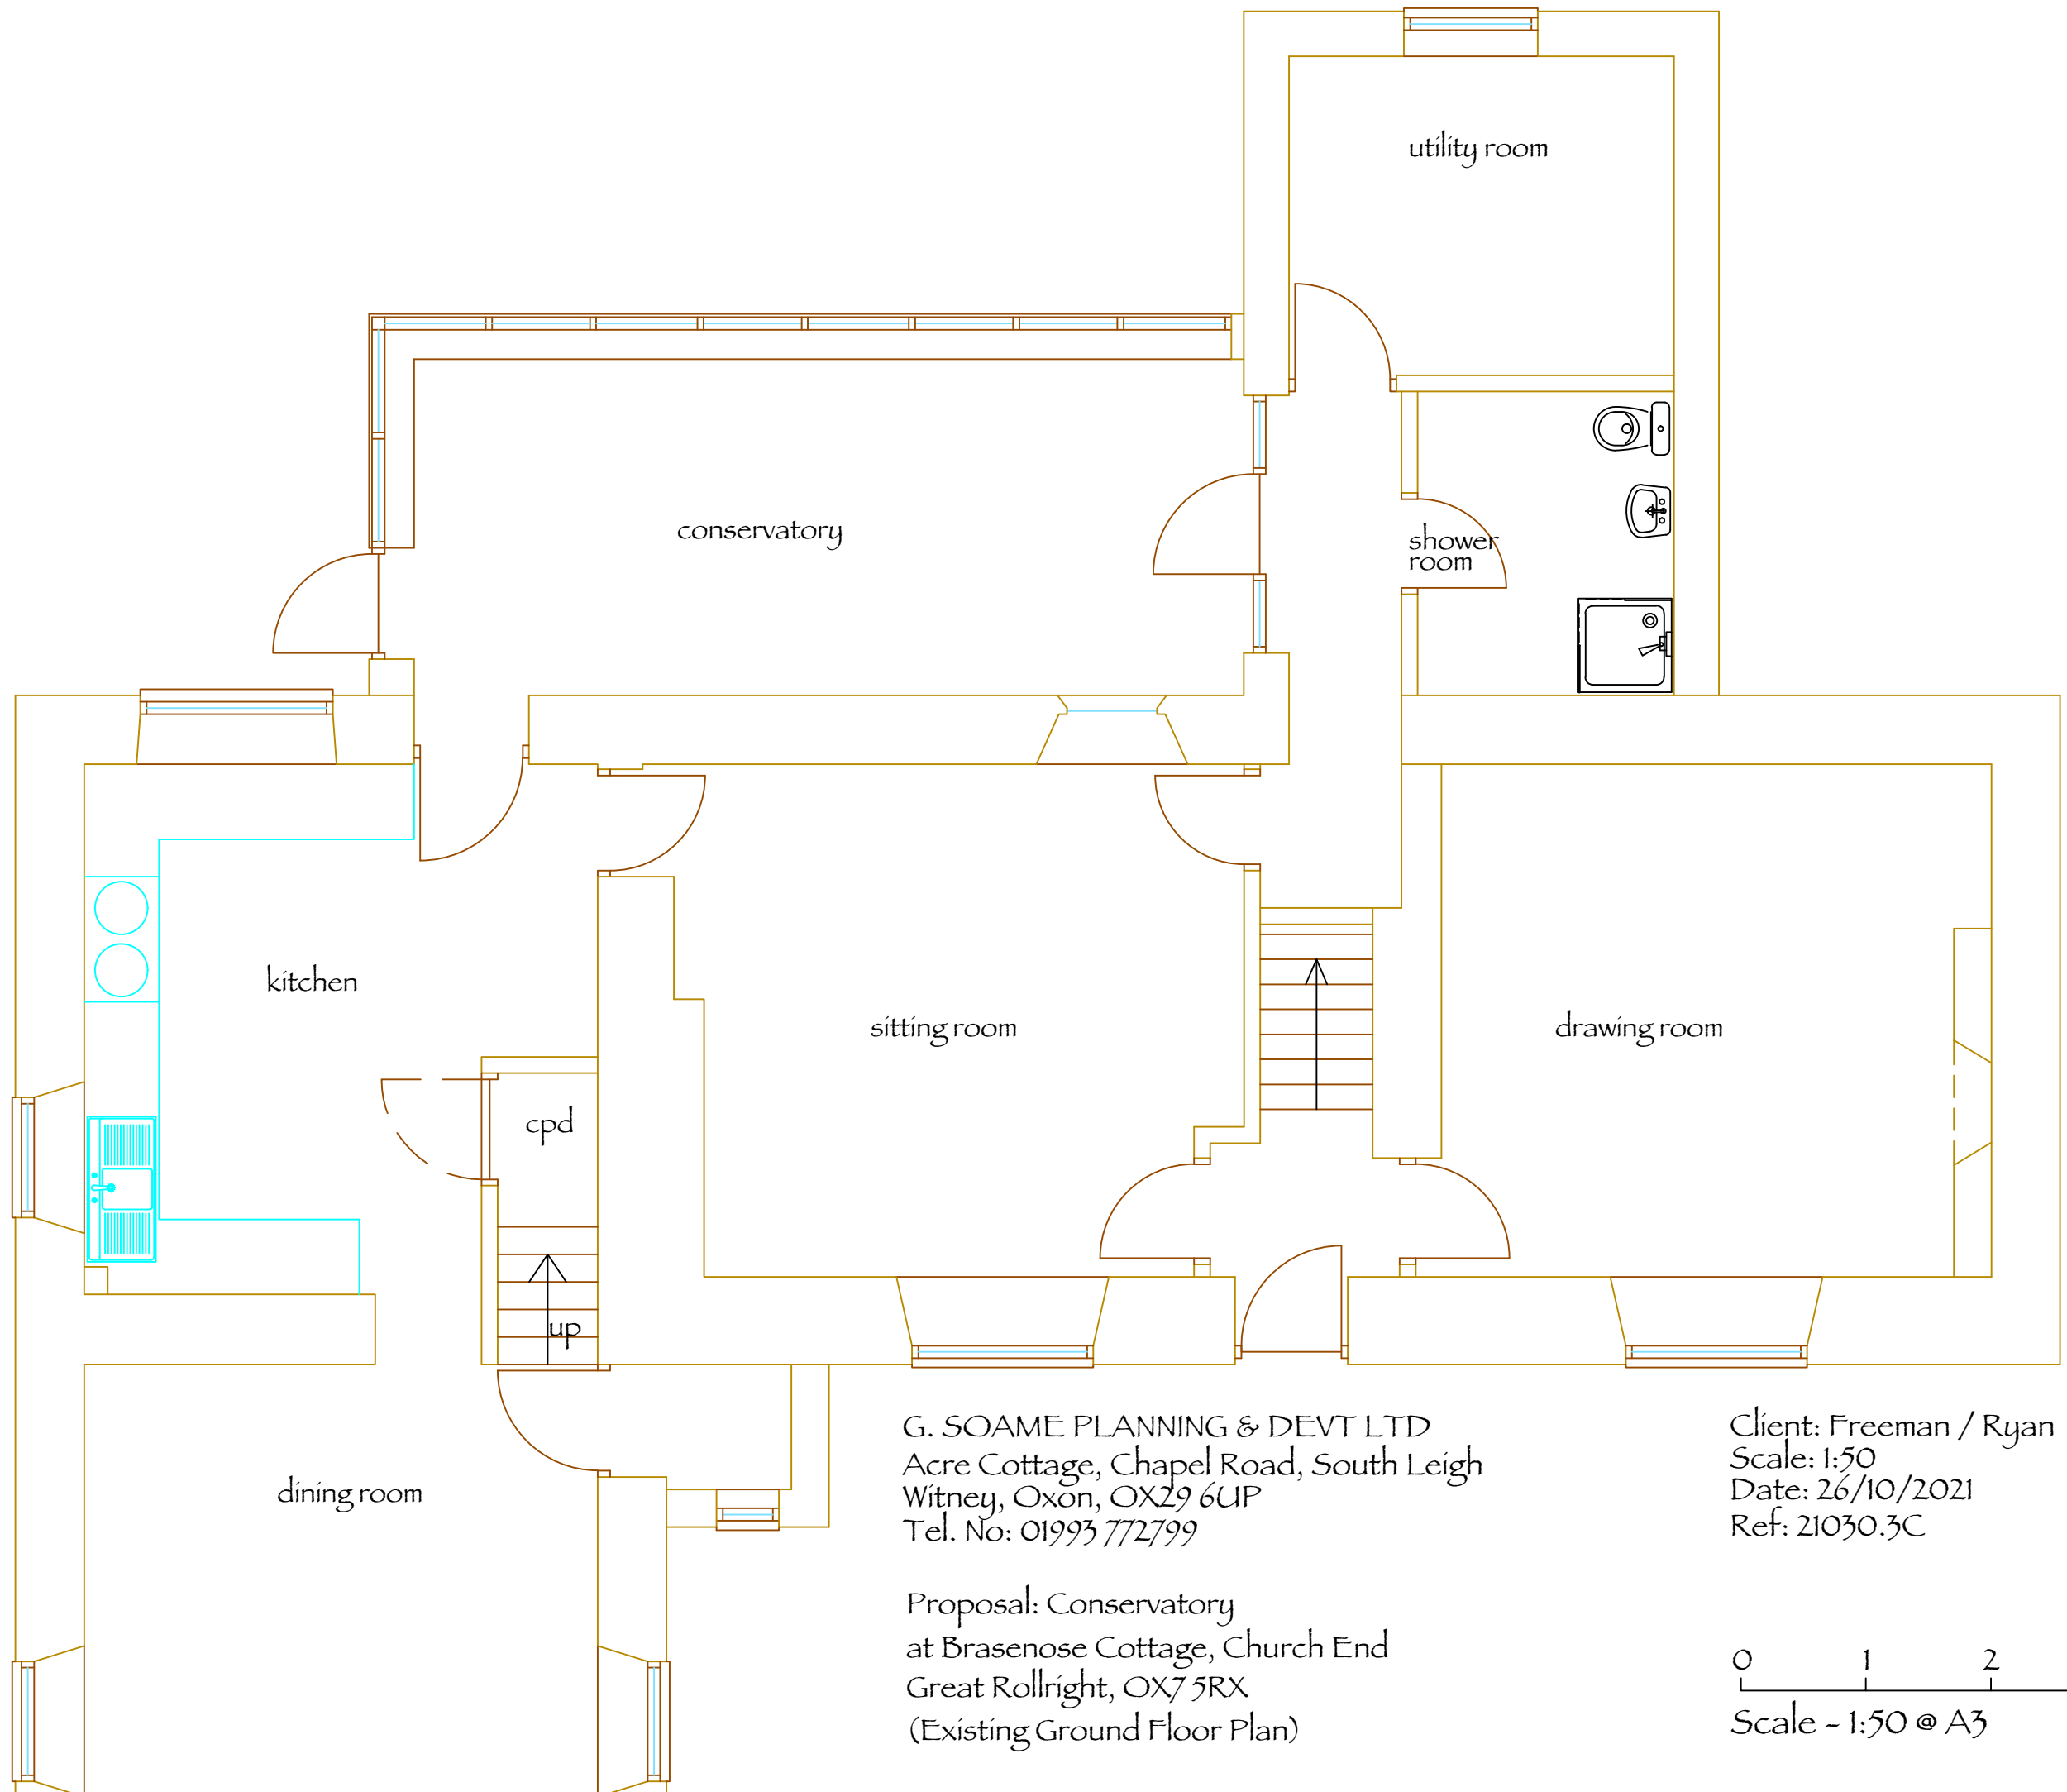 utility room
conservatory
shower
room
kitchen
sitting room
drawing room
cpd
up
dining room
G. SOAME PLANNING & DEVT LTD
Acre Cottage, Chapel Road, South Leigh
Witney, Oxon, OX29 6UP
Tel. No: 01993 772799
Client: Freeman / Ryan
Scale: 1:50
Date: 26/10/2021
Ref: 21030.3C
Proposal: Conservatory
at Brasenose Cottage, Church End
Great Rollright, OX7 5RX
(Existing Ground Floor Plan)
0 1 2
Scale - 1:50 @ A3